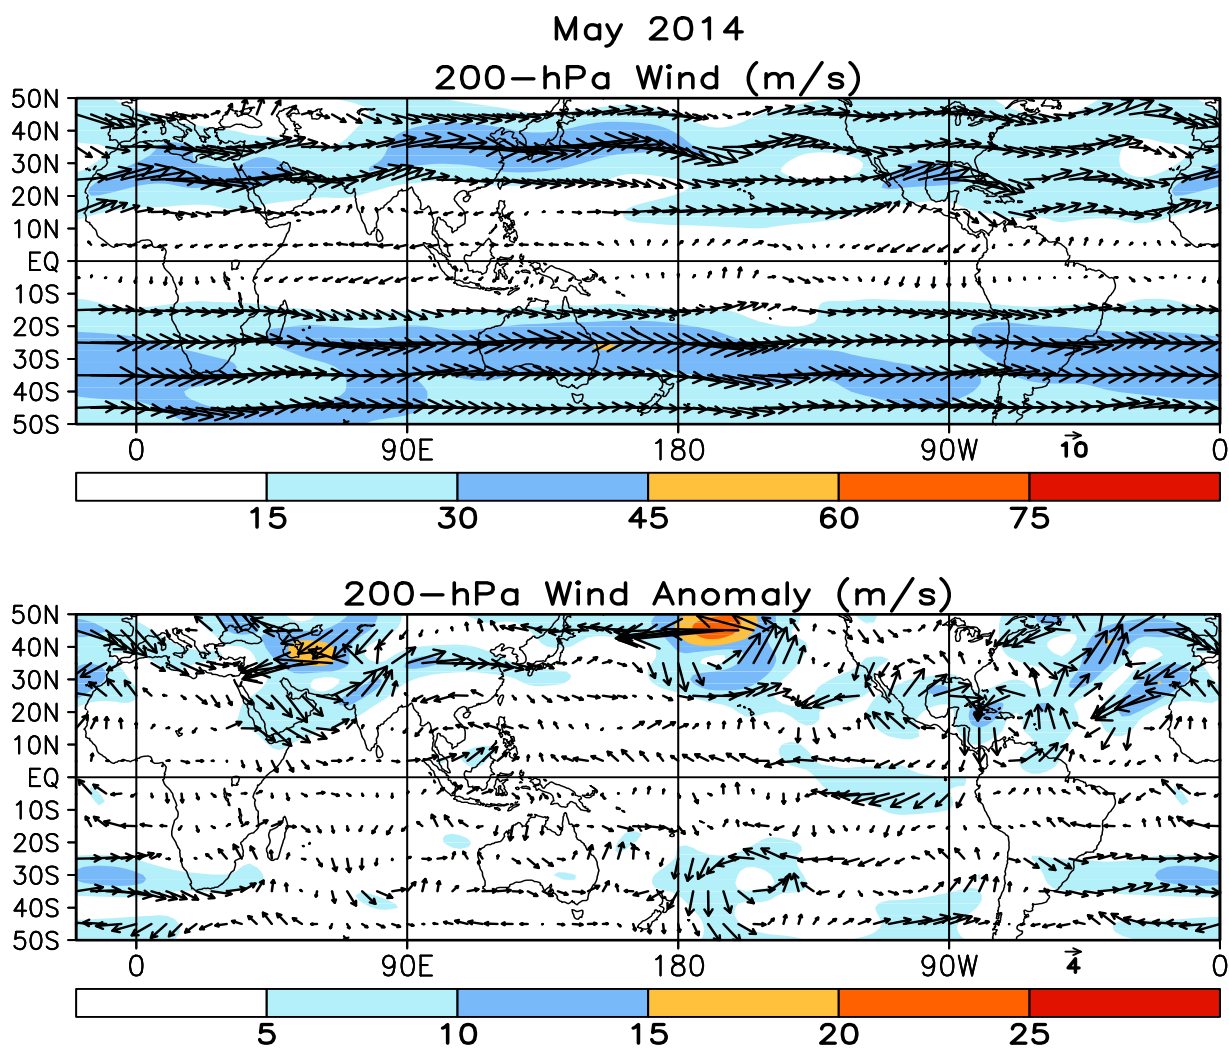 May 2014
200-hPa Wind (m/s)
50N
40N
30N
20N
10N
EQ
10S
20S
30S
40S
50S
0 90E 180 90W 10 0
15 30 45 60 75
200-hPa Wind Anomaly (m/s)
50N
40N
30N
20N
10N
EQ
10S
20S
30S
40S
50S
0 90E 180 90W 4 0
5 10 15 20 25